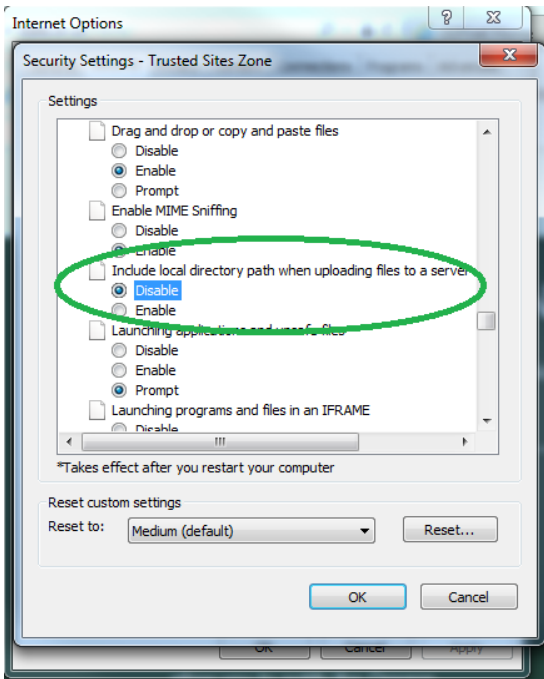 Internet Options
Security Settings - Trusted Sites Zone
Settings
Drag and drop or copy and paste files
Disable
Enable
Prompt
Enable MIME Sniffing
Disable
Enable
Include local directory path when uploading files to a server
Disable
Enable
Launching applications and unsafe files
Disable
Enable
Prompt
Launching programs and files in an IFRAME
Disable
*Takes effect after you restart your computer
Reset custom settings
Reset to: Medium (default) Reset...
OK Cancel
OK Cancel Apply